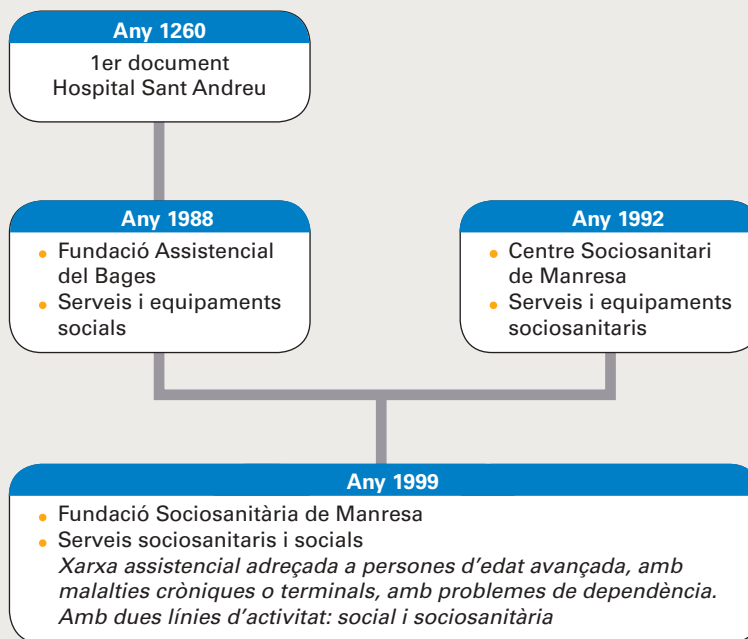 Any 1260
1er document
Hospital Sant Andreu
Any 1988
• Fundació Assistencial
del Bages
• Serveis i equipaments
socials
Any 1992
• Centre Sociosanitari
de Manresa
• Serveis i equipaments
sociosanitaris
Any 1999
• Fundació Sociosanitària de Manresa
• Serveis sociosanitaris i socials
Xarxa assistencial adreçada a persones d'edat avançada, amb
malalties cròniques o terminals, amb problemes de dependència.
Amb dues línies d'activitat: social i sociosanitària